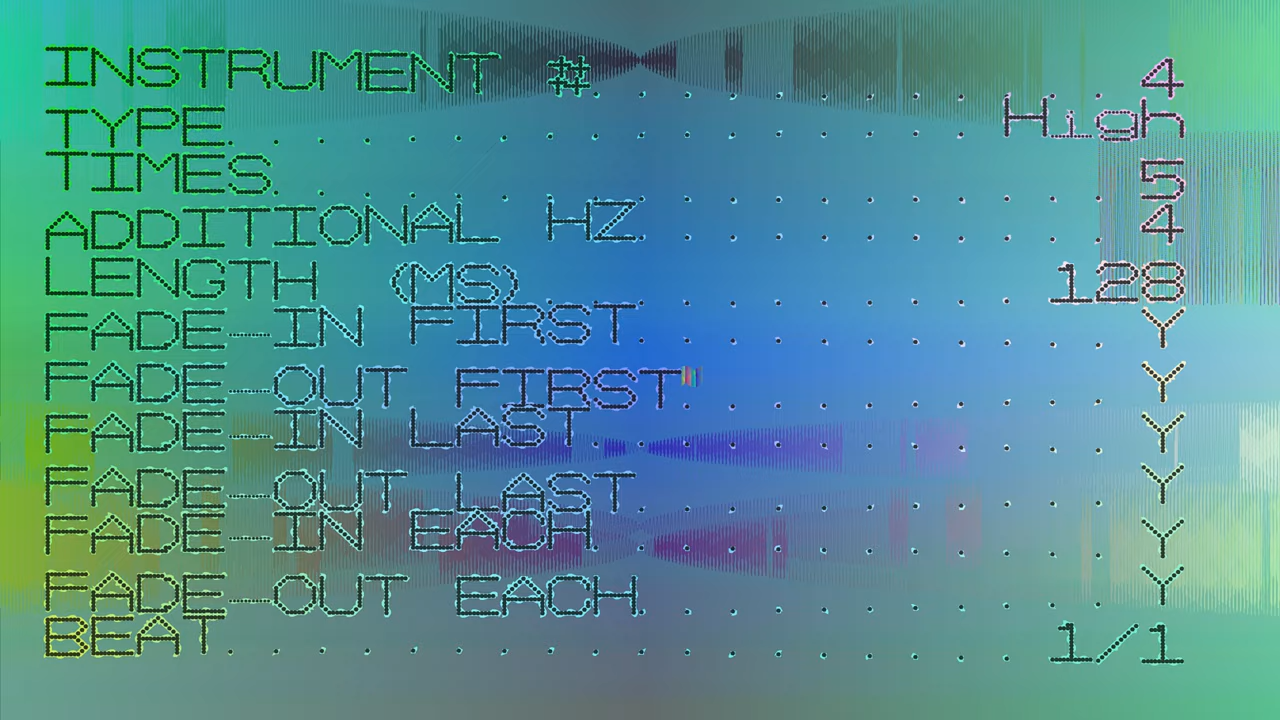 INSTRUMENT #. . . . . . . . . . . . 4
TYPE. . . . . . . . . . . . . . . . . High
TIMES. . . . . . . . . . . . . . . . . . . 5
ADDITIONAL HZ. . . . . . . . . . . 4
LENGTH (MS). . . . . . . . . . . . 128
FADE-IN FIRST. . . . . . . . . . . Y
FADE-OUT FIRST" . . . . . . . . . . Y
FADE-IN LAST. . . . . . . . . . . . Y
FADE-OUT LAST. . . . . . . . . . . Y
FADE-IN EACH. . . . . . . . . . . . Y
FADE-OUT EACH. . . . . . . . . . . Y
BEAT. . . . . . . . . . . . . . . . . . 1/1